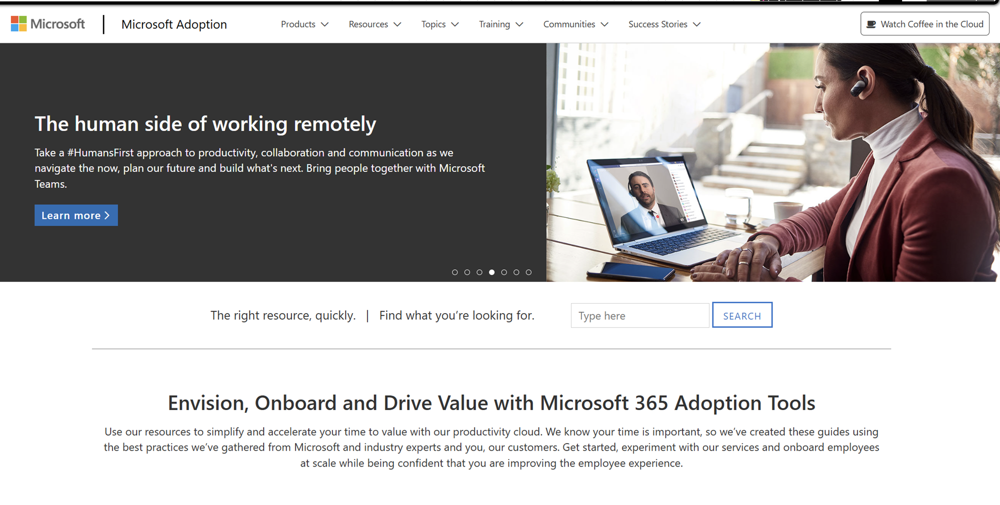 Microsoft | Microsoft Adoption Products Resources Topics Training Communities Success Stories Watch Coffee in the Cloud
The human side of working remotely
Take a #HumansFirst approach to productivity, collaboration and communication as we
navigate the now, plan our future and build what's next. Bring people together with Microsoft
Teams.
Learn more
The right resource, quickly. | Find what you’re looking for. Type here SEARCH
Envision, Onboard and Drive Value with Microsoft 365 Adoption Tools
Use our resources to simplify and accelerate your time to value with our productivity cloud. We know your time is important, so we’ve created these guides using
the best practices we’ve gathered from Microsoft and industry experts and you, our customers. Get started, experiment with our services and onboard employees
at scale while being confident that you are improving the employee experience.